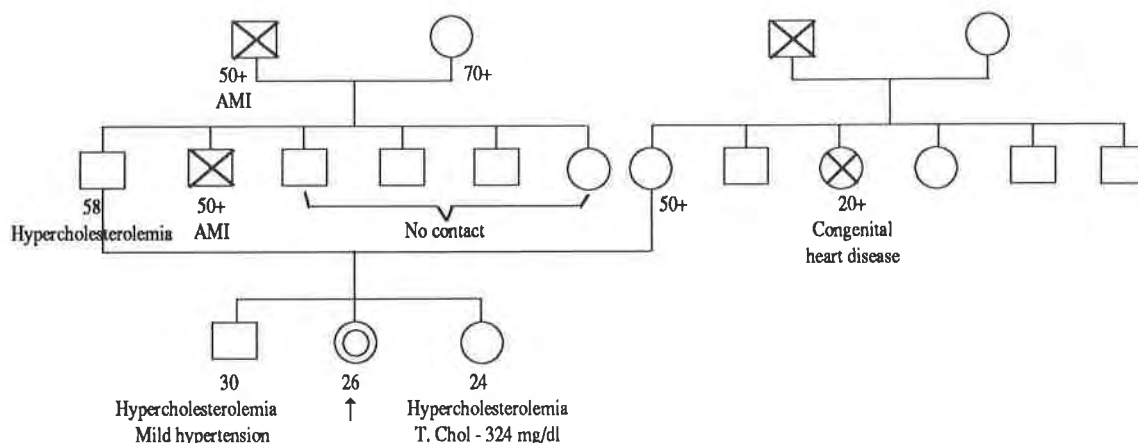 50+
AMI
70+
58
Hypercholesterolemia
50+
AMI
No contact
50+
20+
Congenital
heart disease
30
Hypercholesterolemia
Mild hypertension
26
↑
24
Hypercholesterolemia
T. Chol - 324 mg/dl